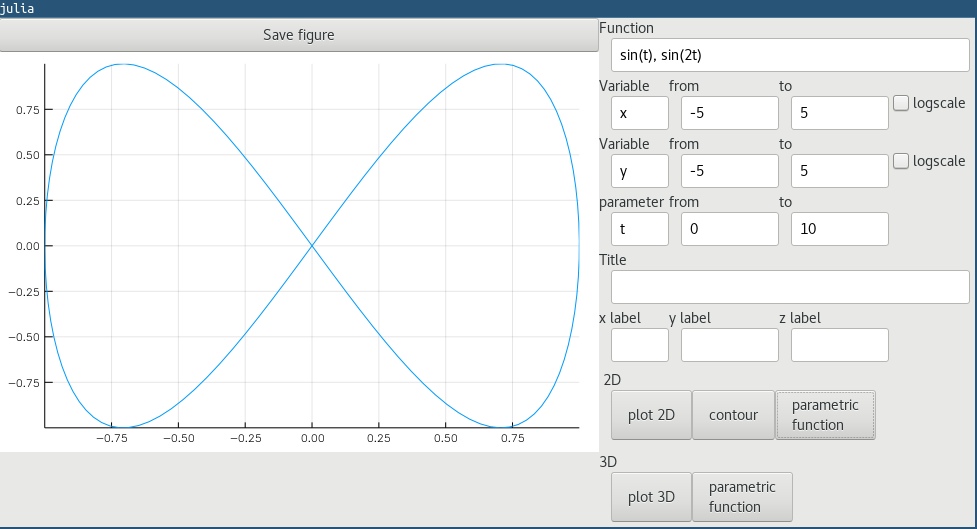 julia
Save figure
0.75
0.50
0.25
0.00
−0.25
−0.50
−0.75
−0.75 −0.50 −0.25 0.00 0.25 0.50 0.75
Function
sin(t), sin(2t)
Variable from to
x -5 5 logscale
Variable from to
y -5 5 logscale
parameter from to
t 0 10
Title
x label y label z label
2D
plot 2D contour parametric function
3D
plot 3D parametric function